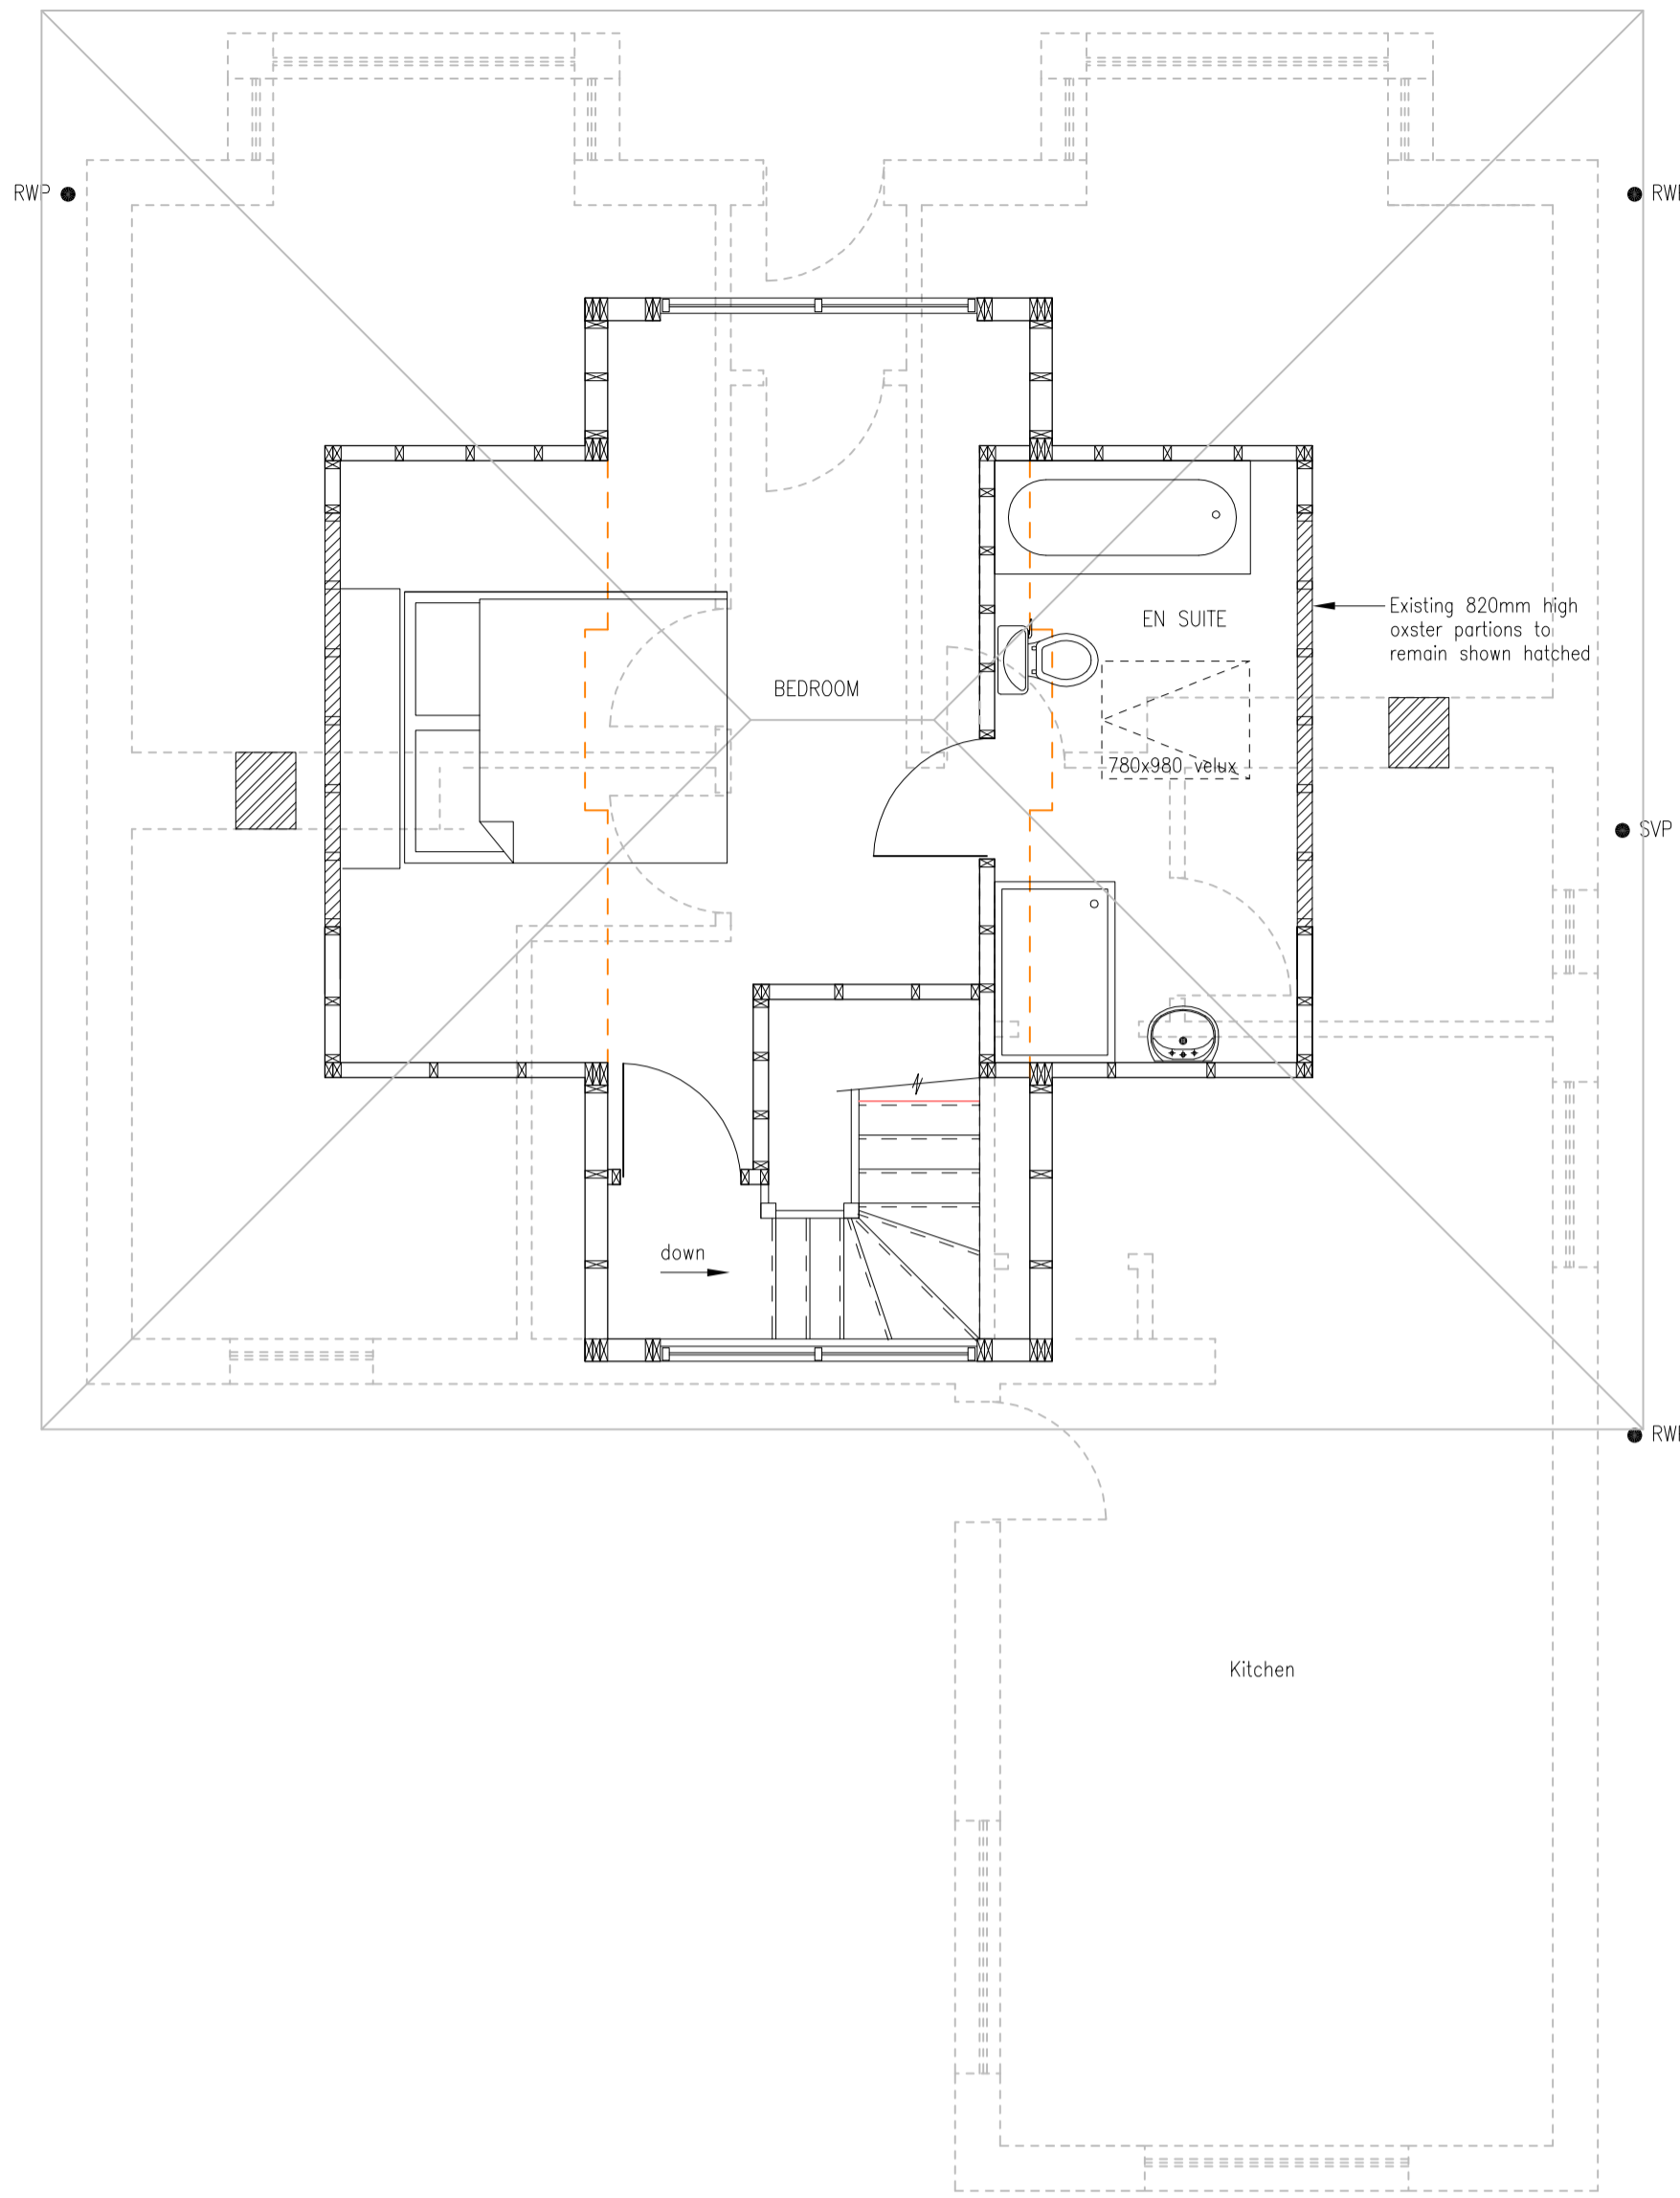 RWP
RWP
Existing 820mm high
oxster partions to
remain shown hatched
EN SUITE
BEDROOM
780x980 velux
SVP
down
RWP
Kitchen